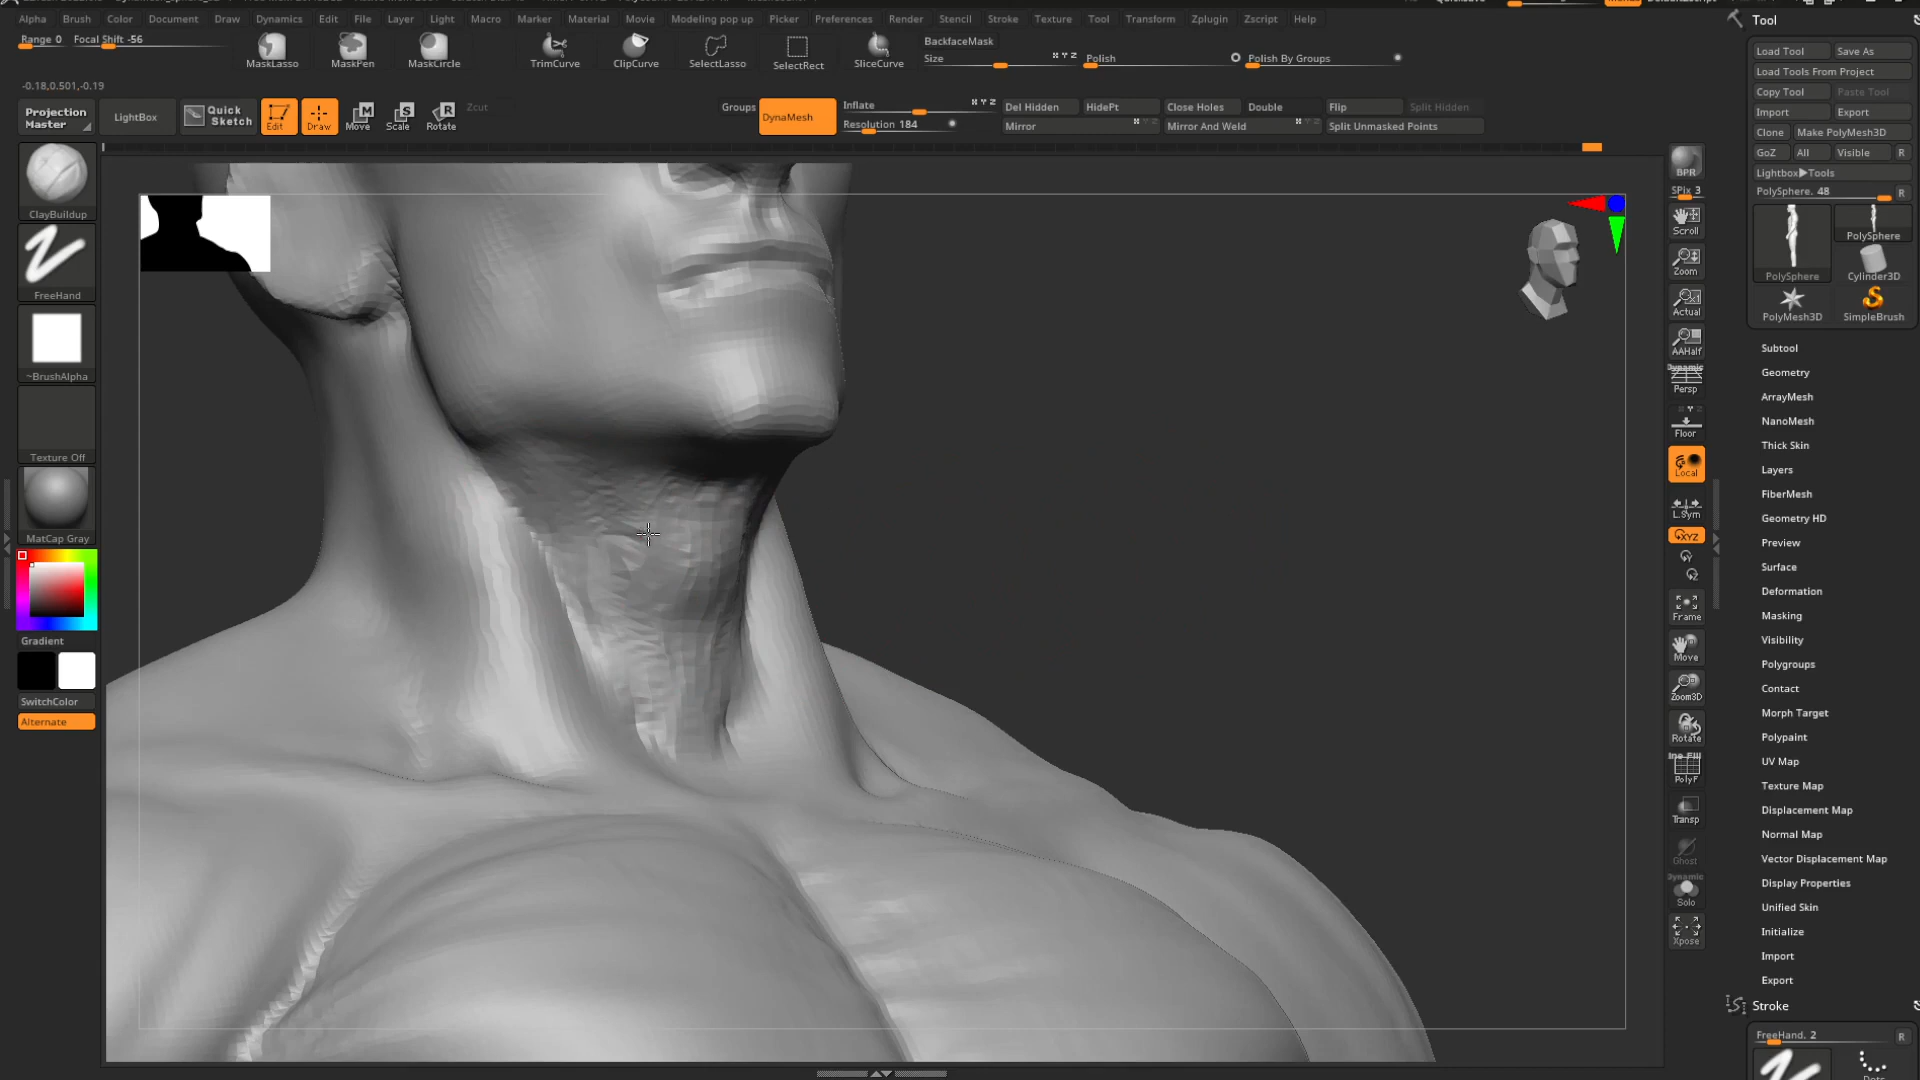 Alpha Brush Color Document Draw Dynamics Edit File Layer Light Macro Marker Material Movie Modeling pop up Picker Preferences Render Stencil Stroke Texture Tool Transform Zplugin Zscript Help
Tool
Range 0 Focal Shift -56
MaskLasso MaskPen MaskCircle TrimCurve ClipCurve SelectLasso SelectRect SliceCurve
BackfaceMask
Size X Y Z Polish Polish By Groups
-0.18,0.501,-0.19
Projection
Master
LightBox
Quick
Sketch
Edit Draw Move Scale Rotate
Zcut
Groups
DynaMesh
Inflate X Y Z
Resolution 184
Del Hidden HidePt Close Holes Double Flip Split Hidden
Mirror Mirror And Weld Split Unmasked Points
ClayBuildup
FreeHand
~BrushAlpha
Texture Off
MatCap Gray
Gradient
SwitchColor
Alternate
BPR
SPix 3
Scroll
Zoom
Actual
AAHalf
Dynamic
Persp
Floor
Local
L.Sym
XYZ
Frame
Move
Zoom3D
Rotate
PolyF
Transp
Ghost
Dynamic
Solo
Xpose
Load Tool Save As
Load Tools From Project
Copy Tool Paste Tool
Import Export
Clone Make PolyMesh3D
GoZ All Visible R
Lightbox▶Tools
PolySphere. 48 R
PolySphere
PolySphere
Cylinder3D
PolyMesh3D SimpleBrush
Subtool
Geometry
ArrayMesh
NanoMesh
Thick Skin
Layers
FiberMesh
Geometry HD
Preview
Surface
Deformation
Masking
Visibility
Polygroups
Contact
Morph Target
Polypaint
UV Map
Texture Map
Displacement Map
Normal Map
Vector Displacement Map
Display Properties
Unified Skin
Initialize
Import
Export
Stroke
FreeHand. 2 R